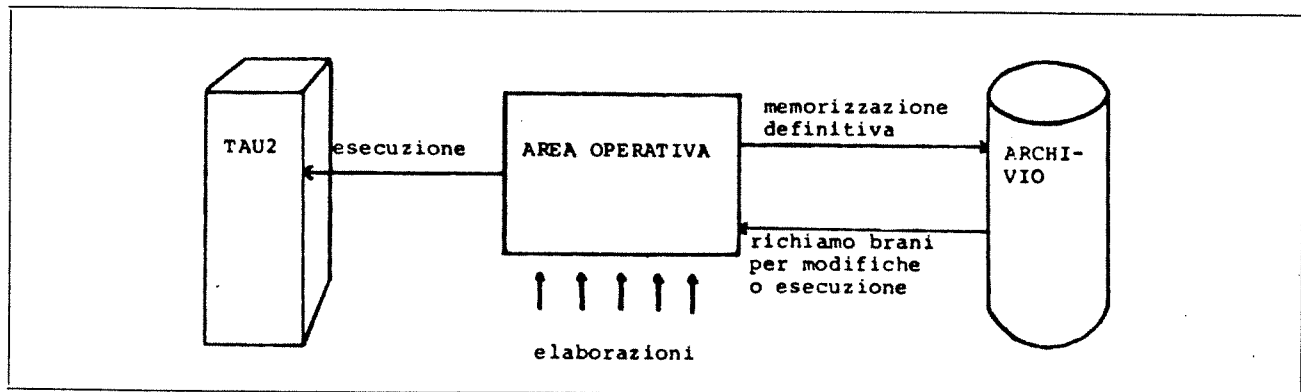 TAU2
esecuzione
AREA OPERATIVA
memorizzazione
definitiva
ARCHI-
VIO
richiamo brani
per modifiche
o esecuzione
elaborazioni